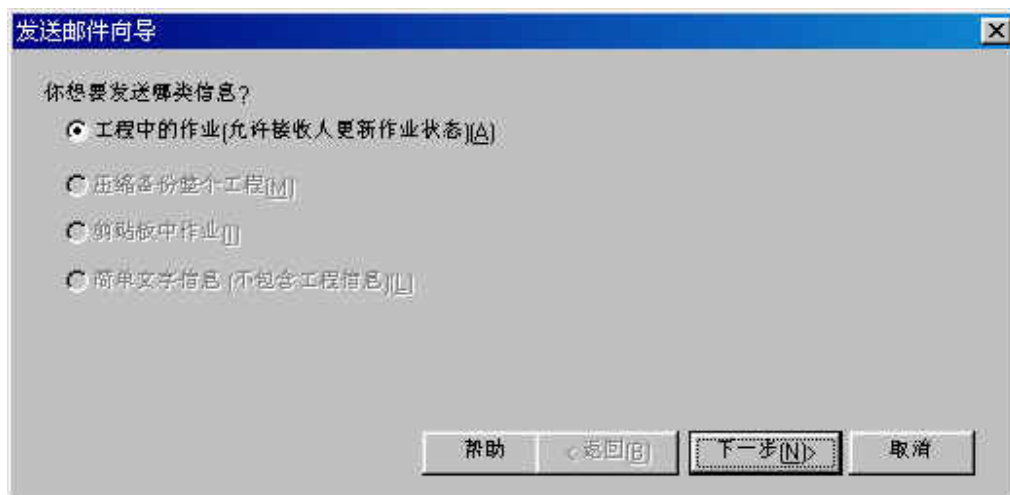 发送邮件向导
你想要发送哪类信息?
工程中的作业(允许接收人更新作业状态)(A)
压缩备份整个工程(M)
剪贴板中作业(I)
简单文字信息 (不包含工程信息)(L)
帮助 <返回(B) 下一步(N)> 取消